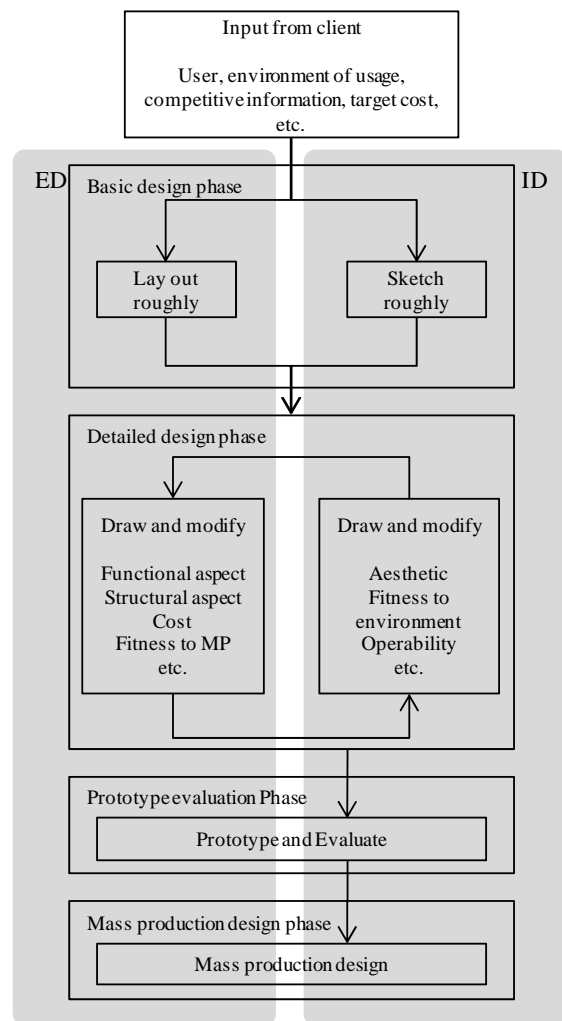 Input from client
User, environment of usage,
competitive information, target cost,
etc.
ED
ID
Basic design phase
Lay out
roughly
Sketch
roughly
Detailed design phase
Draw and modify
Functional aspect
Structural aspect
Cost
Fitness to MP
etc.
Draw and modify
Aesthetic
Fitness to
environment
Operability
etc.
Prototype evaluation Phase
Prototype and Evaluate
Mass production design phase
Mass production design